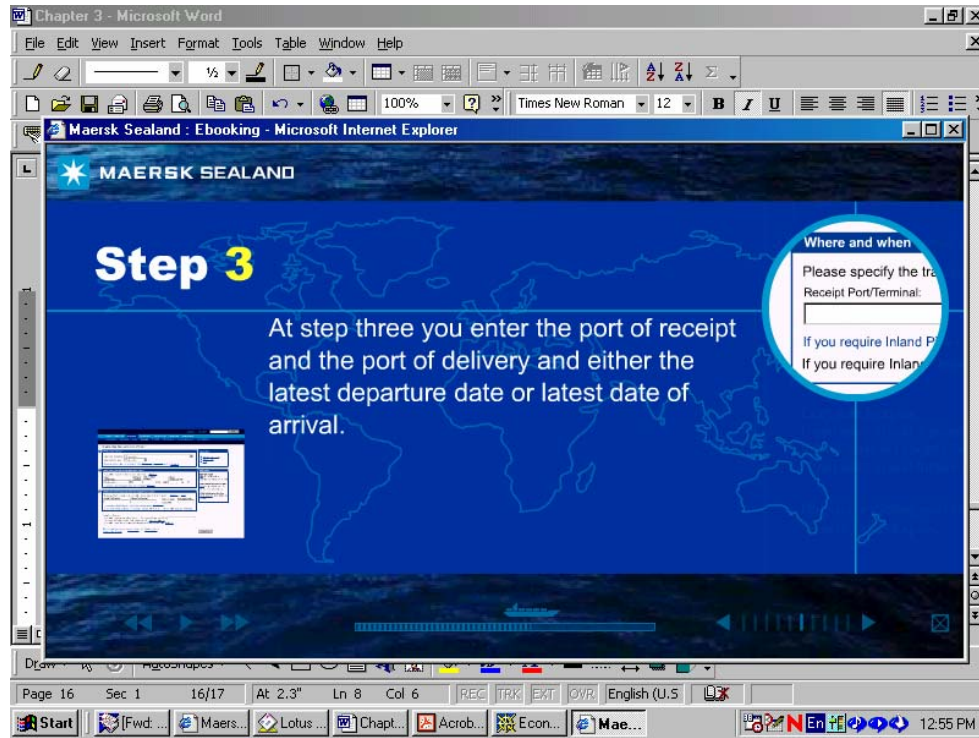 Chapter 3 - Microsoft Word
File Edit View Insert Format Tools Table Window Help
½
100% Times New Roman 12 B I U
Maersk Sealand : Ebooking - Microsoft Internet Explorer
MAERSK SEALAND
Where and when
Please specify the tra
Receipt Port/Terminal:
If you require Inland P
If you require Inlan
Step 3
At step three you enter the port of receipt
and the port of delivery and either the
latest departure date or latest date of
arrival.
Page 16 Sec 1 16/17 At 2.3" Ln 8 Col 6 REC TRK EXT OVR English (U.S
Start [Fwd: ... Maers... Lotus ... Chapt... Acrob... Econ... Mae... En 12:55 PM